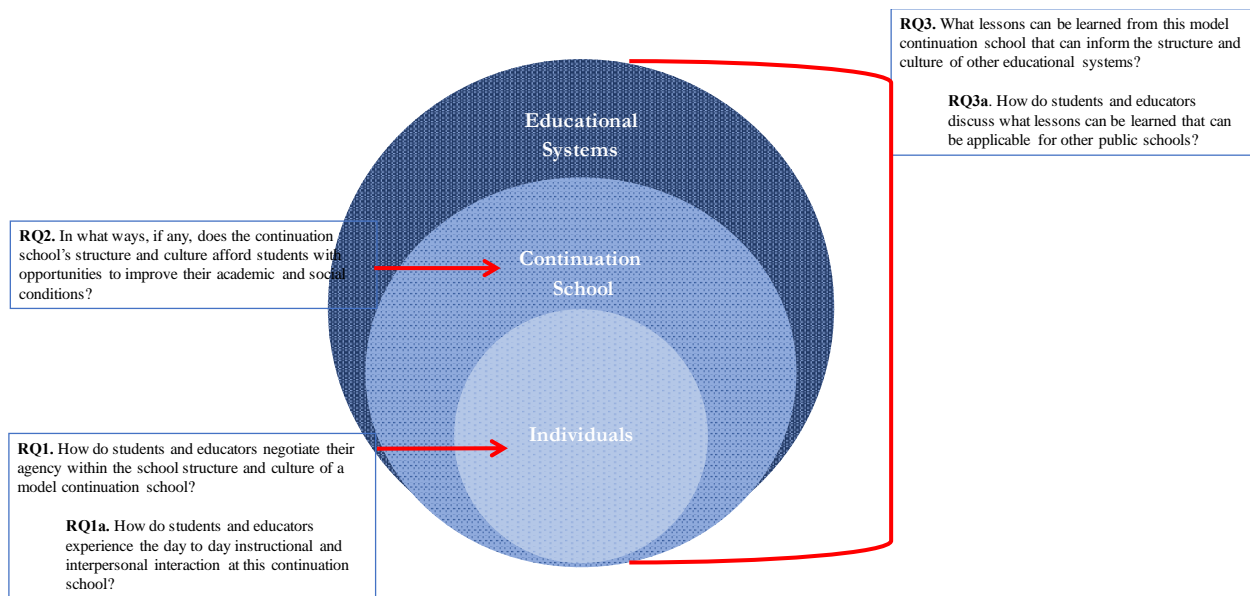 RQ3. What lessons can be learned from this model
continuation school that can inform the structure and
culture of other educational systems?
RQ3a. How do students and educators
discuss what lessons can be learned that can
be applicable for other public schools?
Educational
Systems
RQ2. In what ways, if any, does the continuation
school's structure and culture afford students with
opportunities to improve their academic and social
conditions?
Continuation
School
Individuals
RQ1. How do students and educators negotiate their
agency within the school structure and culture of a
model continuation school?
RQ1a. How do students and educators
experience the day to day instructional and
interpersonal interaction at this continuation
school?